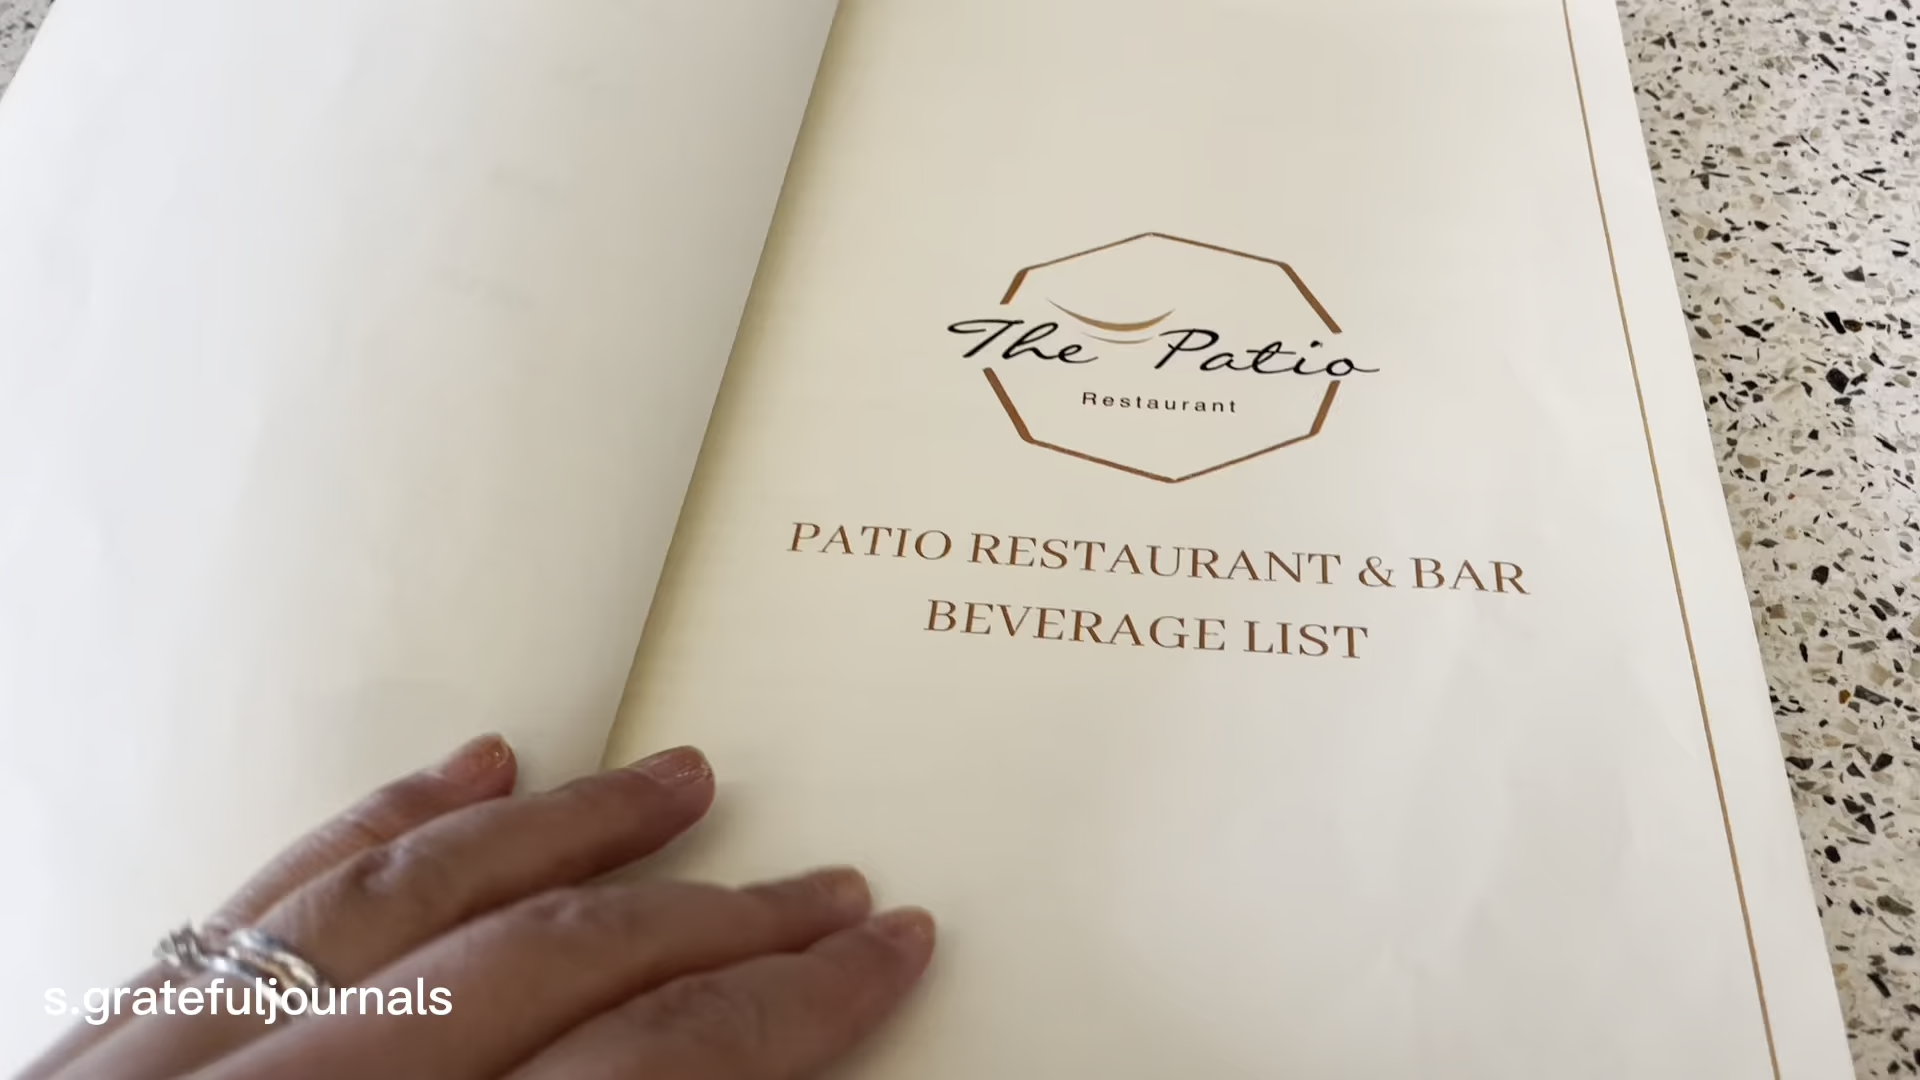 The Patio
Restaurant
PATIO RESTAURANT & BAR
BEVERAGE LIST
s.gratefuljournals